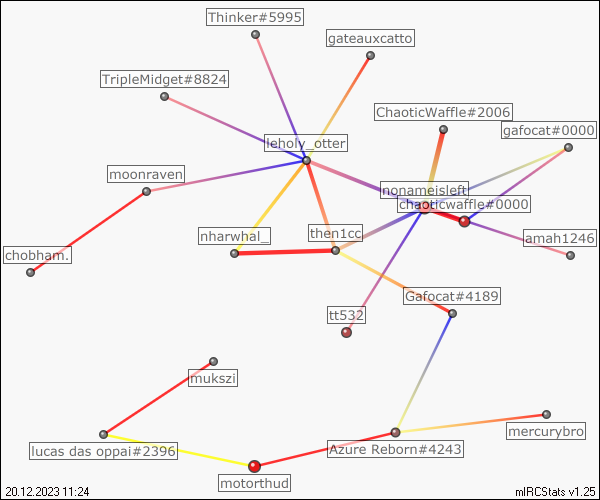 Thinker#5995
gateauxcatto
TripleMidget#8824
ChaoticWaffle#2006
gafocat#0000
leholy_otter
moonraven
nonameisleft
chaoticwaffle#0000
nharwhal_
then1cc
amah1246
chobham.
Gafocat#4189
tt532
mukszi
mercurybro
lucas das oppai#2396
Azure Reborn#4243
motorthud
20.12.2023 11:24
mIRCStats v1.25